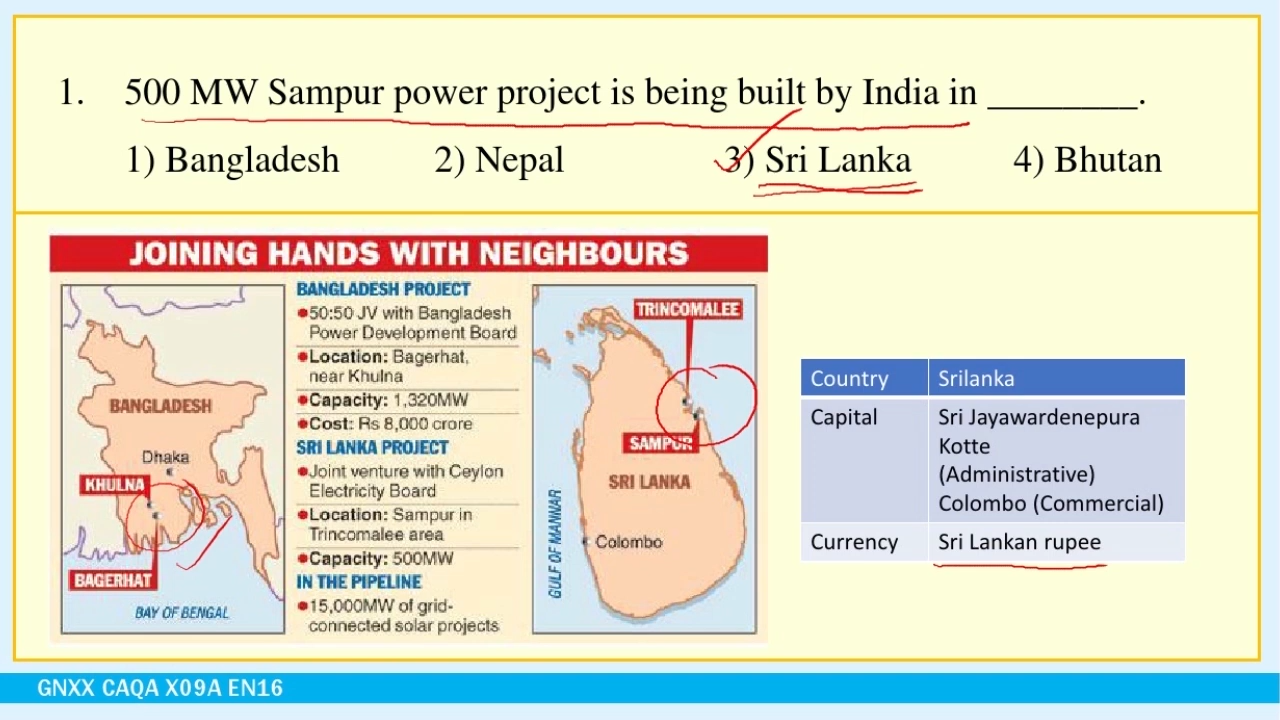 1. 500 MW Sampur power project is being built by India in ________.
1) Bangladesh 2) Nepal 3) Sri Lanka 4) Bhutan
JOINING HANDS WITH NEIGHBOURS
BANGLADESH
Dhaka
KHULNA
BAGERHAT
BAY OF BENGAL
BANGLADESH PROJECT
●50:50 JV with Bangladesh
Power Development Board
●Location: Bagerhat,
near Khulna
●Capacity: 1,320MW
●Cost: Rs 8,000 crore
SRI LANKA PROJECT
●Joint venture with Ceylon
Electricity Board
●Location: Sampur in
Trincomalee area
●Capacity: 500MW
IN THE PIPELINE
●15,000MW of grid-
connected solar projects
TRINCOMALEE
SAMPUR
SRI LANKA
GULF OF MANNAR
Colombo
Country Srilanka
Capital Sri Jayawardenepura
Kotte
(Administrative)
Colombo (Commercial)
Currency Sri Lankan rupee
GNXX CAQA X09A EN16